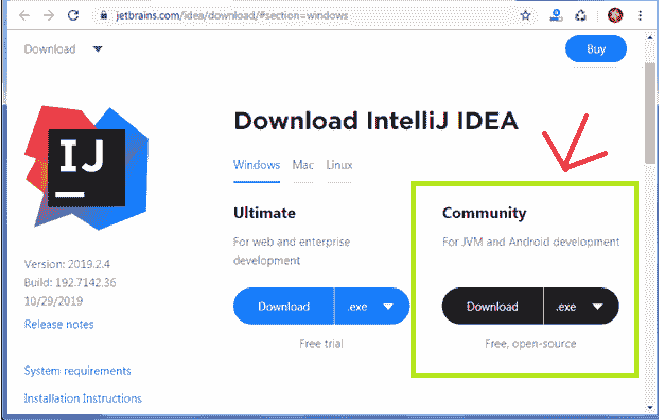 jetbrains.com/idea/download/#section=windows
Download
Buy
IJ
Download IntelliJ IDEA
Windows Mac Linux
Ultimate
For web and enterprise
development
Download .exe
Free trial
Community
For JVM and Android development
Download .exe
Free, open-source
Version: 2019.2.4
Build: 192.7142.36
10/29/2019
Release notes
System requirements
Installation Instructions